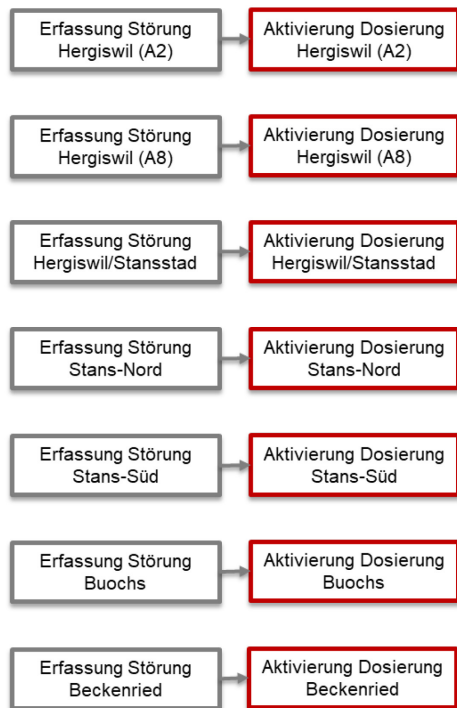 Erfassung Störung
Hergiswil (A2)
Aktivierung Dosierung
Hergiswil (A2)
Erfassung Störung
Hergiswil (A8)
Aktivierung Dosierung
Hergiswil (A8)
Erfassung Störung
Hergiswil/Stansstad
Aktivierung Dosierung
Hergiswil/Stansstad
Erfassung Störung
Stans-Nord
Aktivierung Dosierung
Stans-Nord
Erfassung Störung
Stans-Süd
Aktivierung Dosierung
Stans-Süd
Erfassung Störung
Buochs
Aktivierung Dosierung
Buochs
Erfassung Störung
Beckenried
Aktivierung Dosierung
Beckenried